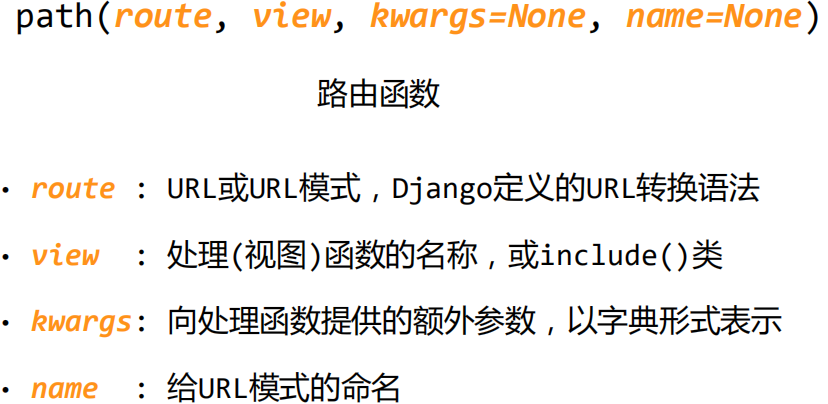 path(route, view, kwargs=None, name=None)
路由函数
• route : URL或URL模式，Django定义的URL转换语法
• view : 处理(视图)函数的名称，或include()类
• kwargs: 向处理函数提供的额外参数，以字典形式表示
• name : 给URL模式的命名